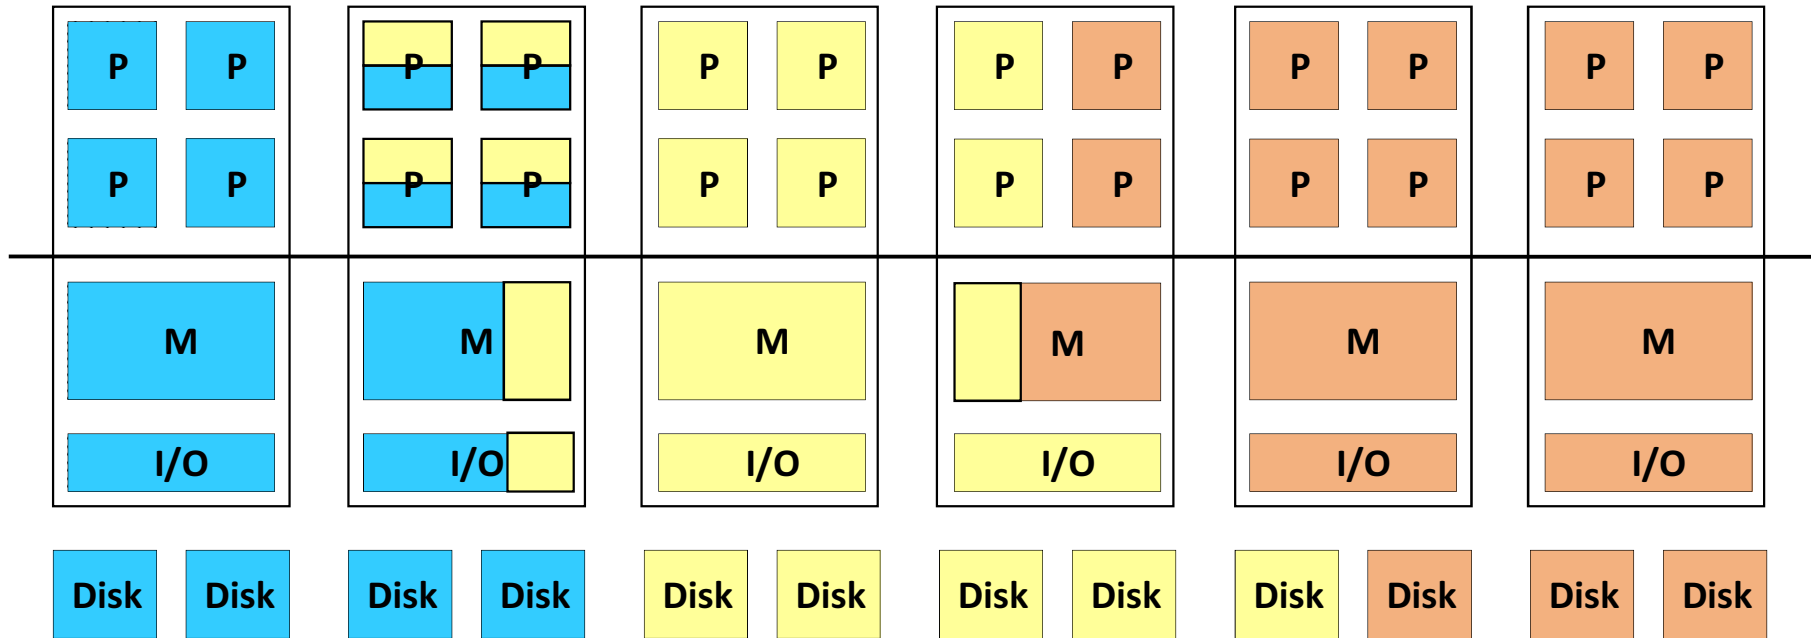 P P P P P P P P P P P P
P P P P P P P P P P P P
M M M M M M
I/O I/O I/O I/O I/O I/O
Disk Disk Disk Disk Disk Disk Disk Disk Disk Disk Disk Disk